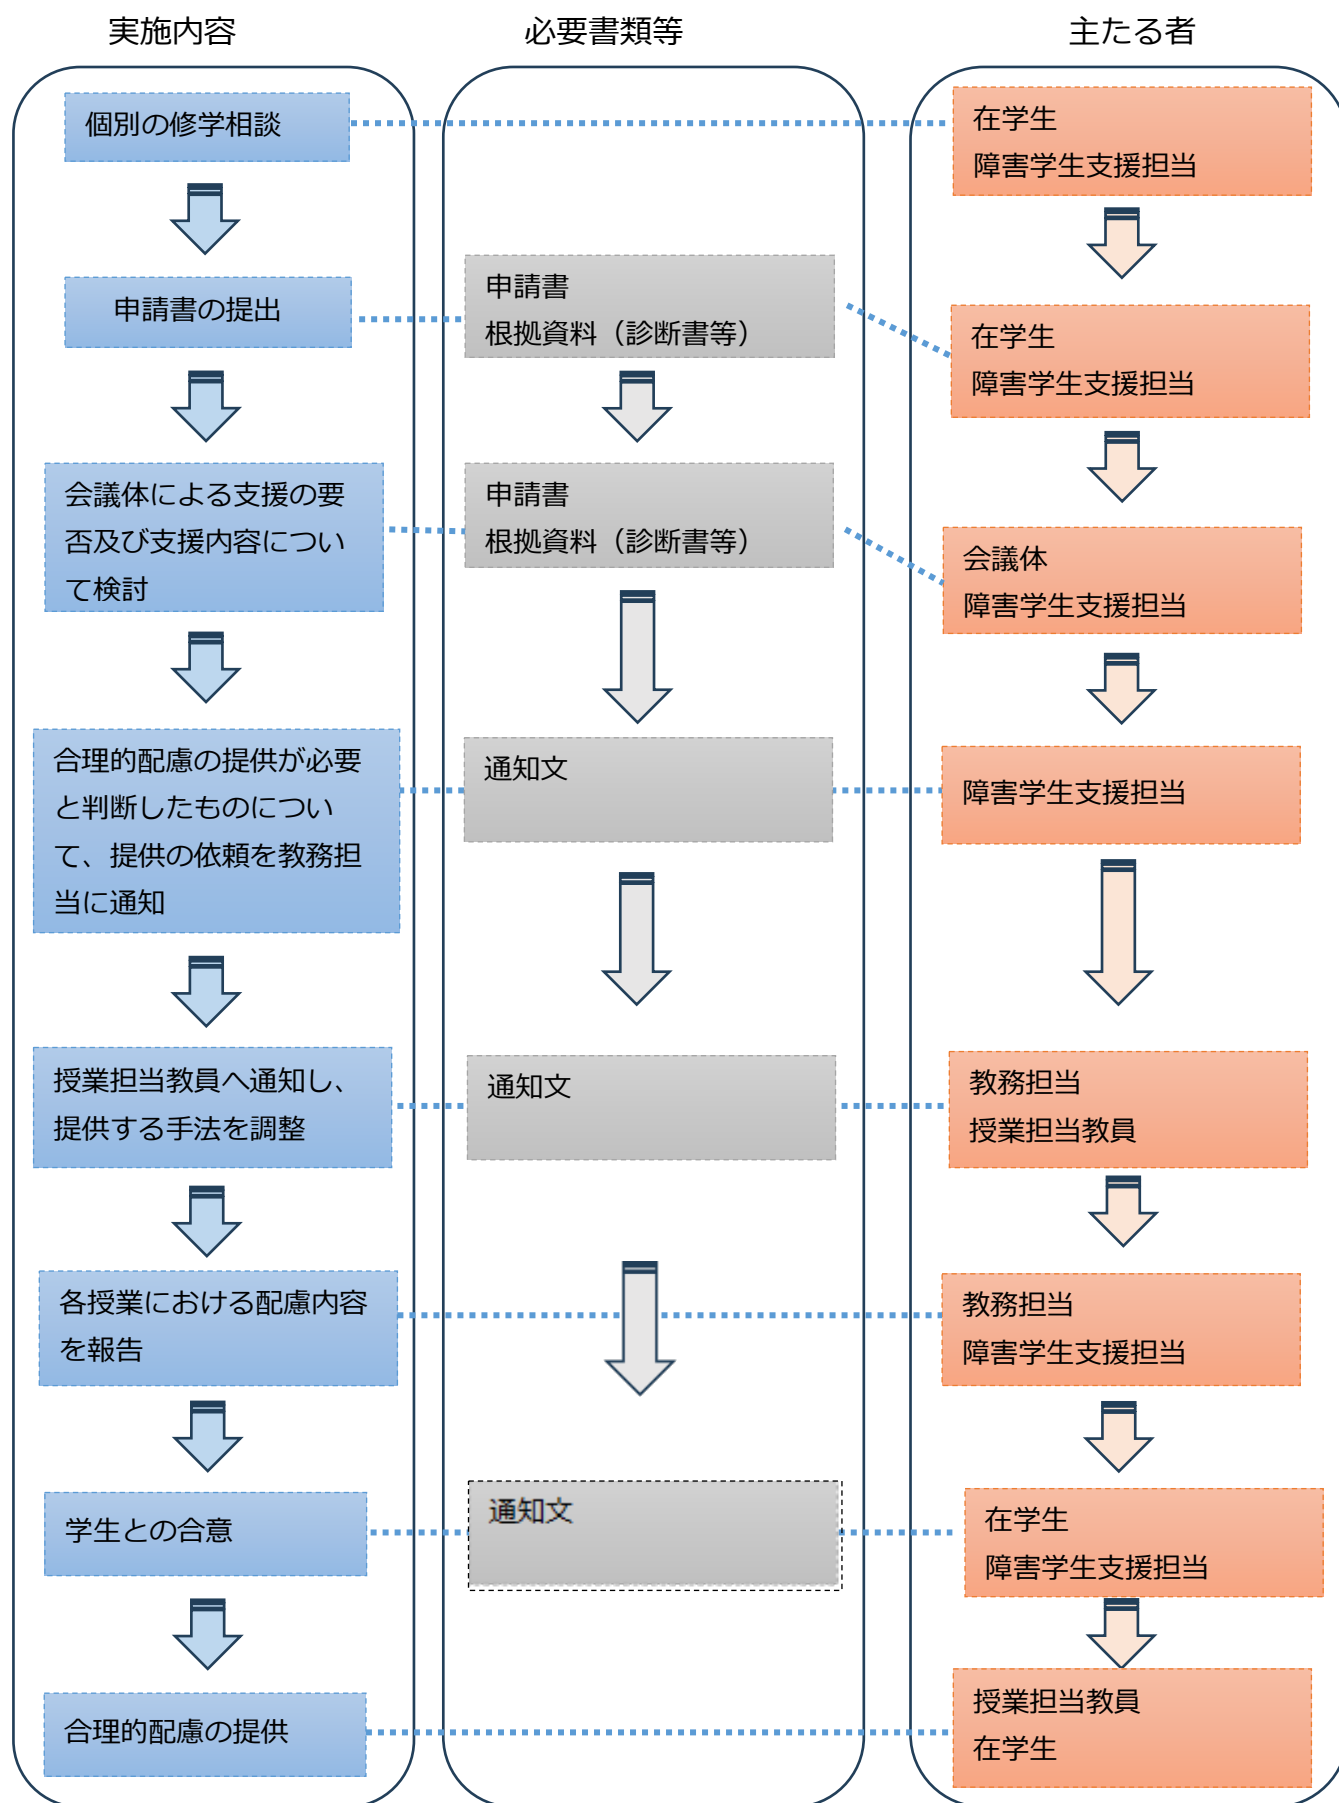 実施内容
必要書類等
主たる者
個別の修学相談
在学生
障害学生支援担当
申請書の提出
申請書
根拠資料（診断書等）
在学生
障害学生支援担当
会議体による支援の要
否及び支援内容につい
て検討
申請書
根拠資料（診断書等）
会議体
障害学生支援担当
合理的配慮の提供が必要
と判断したものについ
て、提供の依頼を教務担
当に通知
通知文
障害学生支援担当
授業担当教員へ通知し、
提供する手法を調整
通知文
教務担当
授業担当教員
各授業における配慮内容
を報告
教務担当
障害学生支援担当
学生との合意
通知文
在学生
障害学生支援担当
合理的配慮の提供
授業担当教員
在学生